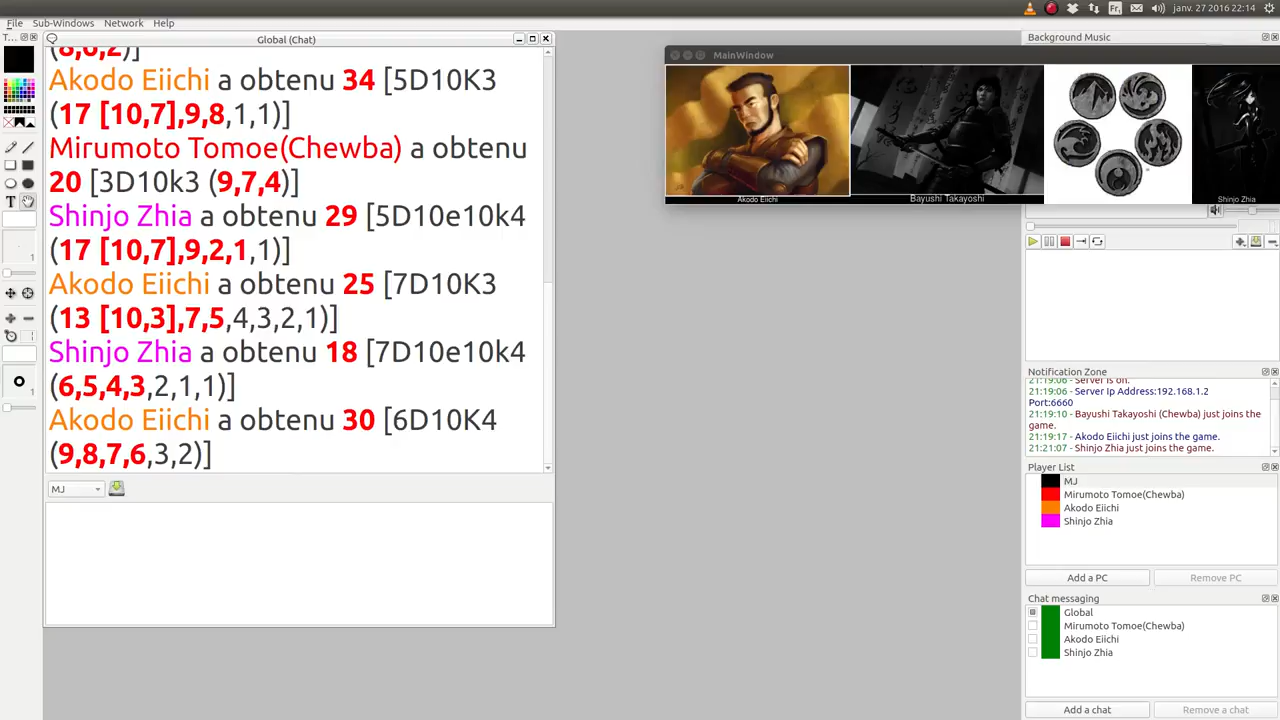 janv. 27 2016 22:14
File Sub-Windows Network Help
T...
Global (Chat)
(8,6,2)]
Akodo Eiichi a obtenu 34 [5D10K3
(17 [10,7],9,8,1,1)]
Mirumoto Tomoe(Chewba) a obtenu
20 [3D10k3 (9,7,4)]
Shinjo Zhia a obtenu 29 [5D10e10k4
(17 [10,7],9,2,1,1)]
Akodo Eiichi a obtenu 25 [7D10K3
(13 [10,3],7,5,4,3,2,1)]
Shinjo Zhia a obtenu 18 [7D10e10k4
(6,5,4,3,2,1,1)]
Akodo Eiichi a obtenu 30 [6D10K4
(9,8,7,6,3,2)]
MJ
T
1
1
MainWindow
Akodo Eiichi
Bayushi Takayoshi
Shinjo Zhia
Fr
Background Music
Notification Zone
21:19:06 - Server is on.
21:19:06 - Server Ip Address:192.168.1.2
Port:6660
21:19:10 - Bayushi Takayoshi (Chewba) just joins the
game.
21:19:17 - Akodo Eiichi just joins the game.
21:21:07 - Shinjo Zhia just joins the game.
Player List
MJ
Mirumoto Tomoe(Chewba)
Akodo Eiichi
Shinjo Zhia
Add a PC
Remove PC
Chat messaging
Global
Mirumoto Tomoe(Chewba)
Akodo Eiichi
Shinjo Zhia
Add a chat
Remove a chat